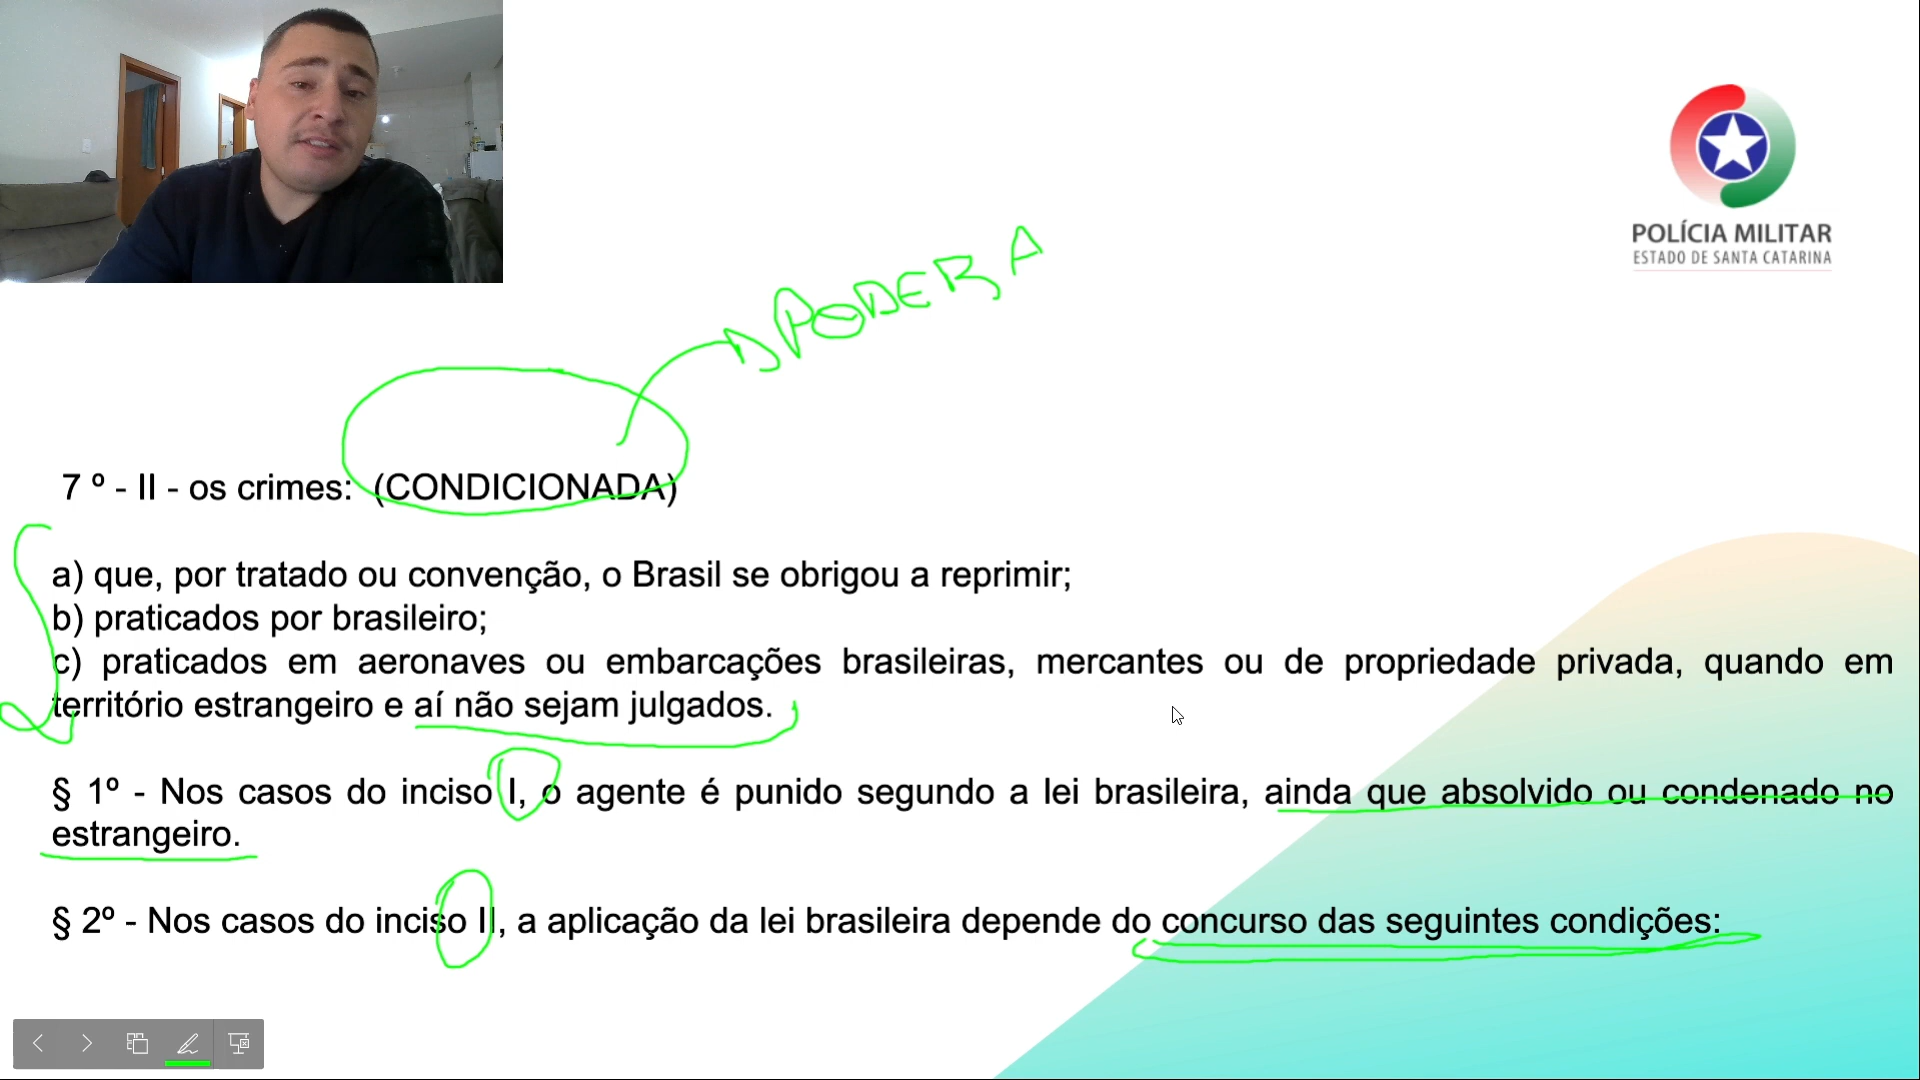 POLÍCIA MILITAR
ESTADO DE SANTA CATARINA
PODERÁ
7 º - II - os crimes: (CONDICIONADA)
a) que, por tratado ou convenção, o Brasil se obrigou a reprimir;
b) praticados por brasileiro;
c) praticados em aeronaves ou embarcações brasileiras, mercantes ou de propriedade privada, quando em
território estrangeiro e aí não sejam julgados.
§ 1º - Nos casos do inciso I, o agente é punido segundo a lei brasileira, ainda que absolvido ou condenado no
estrangeiro.
§ 2º - Nos casos do inciso II, a aplicação da lei brasileira depende do concurso das seguintes condições: